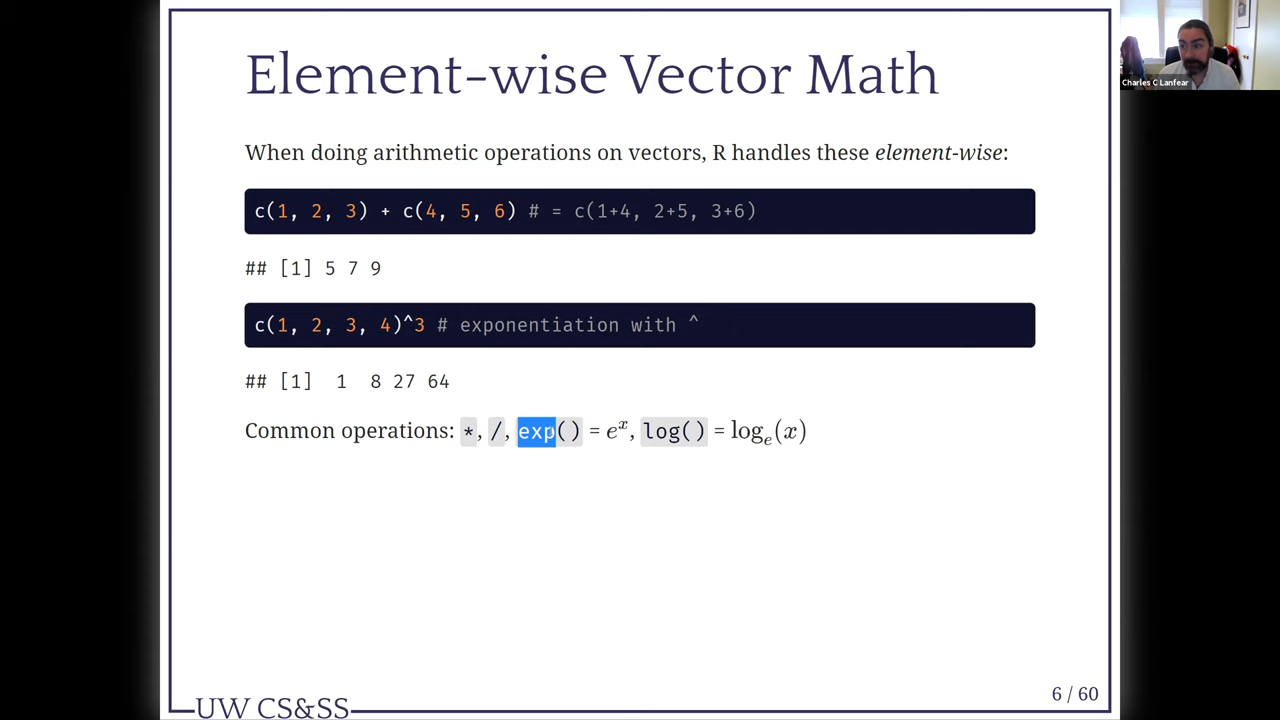 Element-wise Vector Math
Charles C Lanfear
When doing arithmetic operations on vectors, R handles these element-wise:
c(1, 2, 3) + c(4, 5, 6) # = c(1+4, 2+5, 3+6)
## [1] 5 7 9
c(1, 2, 3, 4)^3 # exponentiation with ^
## [1]  1  8 27 64
Common operations: *, /, exp() = eˣ, log() = logₑ(x)
6 / 60
UW CS&SS